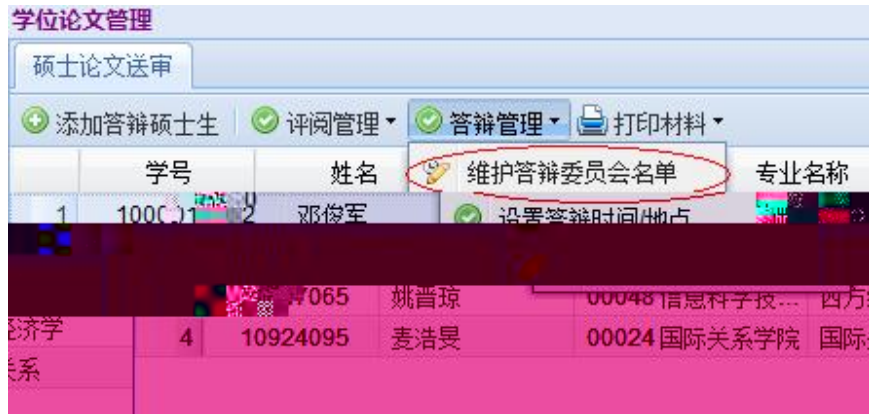 学位论文管理
硕士论文送审
添加答辩硕士生 评阅管理 答辩管理 打印材料
学号 姓名 维护答辩委员会名单 专业名称
1 邓俊军 设置答辩时间/地点
7065 姚晋琼 00048 信息科学技...
经济学 4 10924095 麦浩旻 00024 国际关系学院 国际
关系